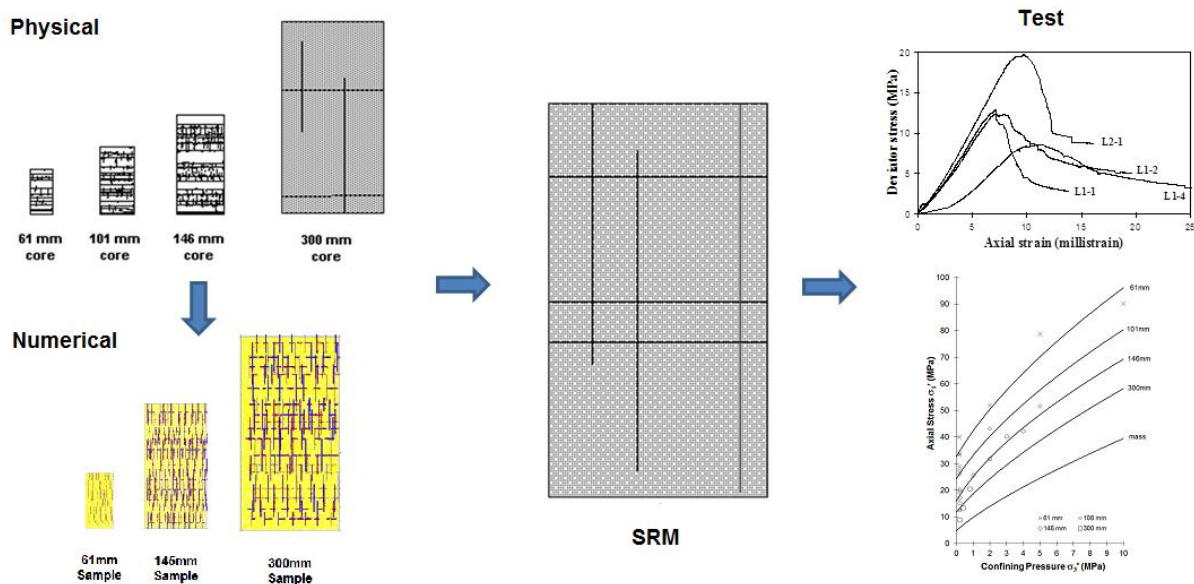 Physical
61 mm
core
101 mm
core
146 mm
core
300 mm
core
Numerical
61mm
Sample
145mm
Sample
300mm
Sample
SRM
Test
Deviator stress (MPa)
20
15
10
5
0
L2-1
L1-2
L1-1
L1-4
0 5 10 15 20 25
Axial strain (millistrain)
Axial Stress σ₁' (MPa)
100
90
80
70
60
50
40
30
20
10
0
61mm
101mm
146mm
300mm
mass
× 61 mm ◇ 100 mm
○ 146 mm □ 300 mm
0 1 2 3 4 5 6 7 8 9 10
Confining Pressure σ₃' (MPa)